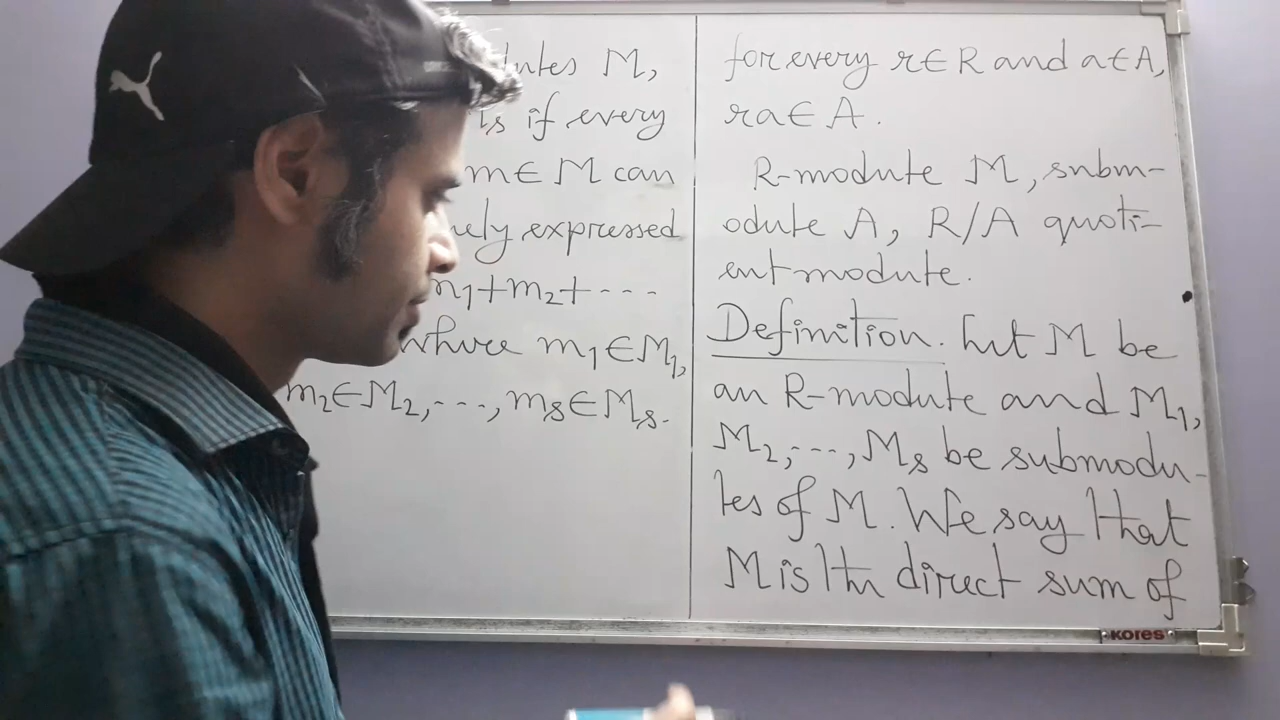 M,
is if every
m∈M can
expressed
m₁+m₂+---
where m₁∈M₁,
m₂∈M₂,---,mₛ∈Mₛ.
for every r∈R and a∈A,
ra∈A.
R-module M, subm-
odule A, R/A quoti-
ent module.
Definition. Let M be
an R-module and M₁,
M₂,---,Mₛ be submodu-
les of M. We say that
M is the direct sum of
KORES